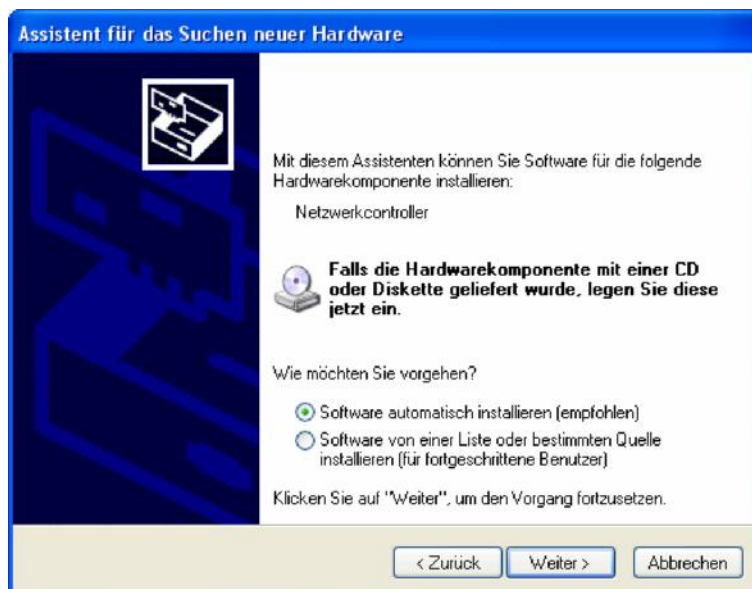 Assistent für das Suchen neuer Hardware
Mit diesem Assistenten können Sie Software für die folgende
Hardwarekomponente installieren:
Netzwerkcontroller
Falls die Hardwarekomponente mit einer CD
oder Diskette geliefert wurde, legen Sie diese
jetzt ein.
Wie möchten Sie vorgehen?
Software automatisch installieren (empfohlen)
Software von einer Liste oder bestimmten Quelle
installieren (für fortgeschrittene Benutzer)
Klicken Sie auf "Weiter", um den Vorgang fortzusetzen.
< Zurück Weiter > Abbrechen